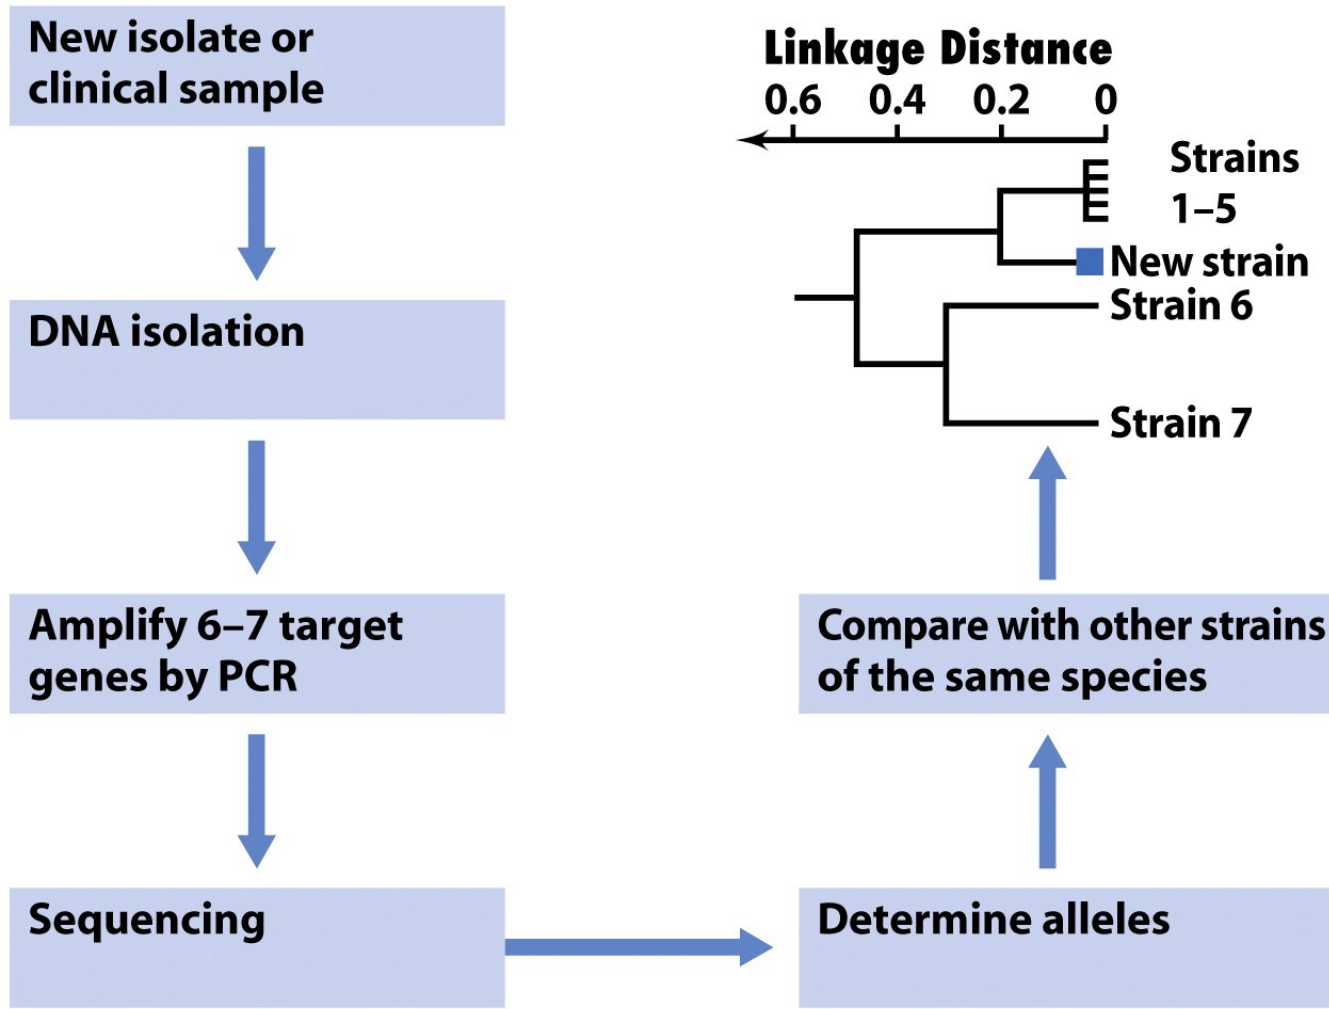 New isolate or
clinical sample
DNA isolation
Amplify 6–7 target
genes by PCR
Sequencing
Determine alleles
Compare with other strains
of the same species
Linkage Distance
0.6 0.4 0.2 0
Strains
1–5
New strain
Strain 6
Strain 7